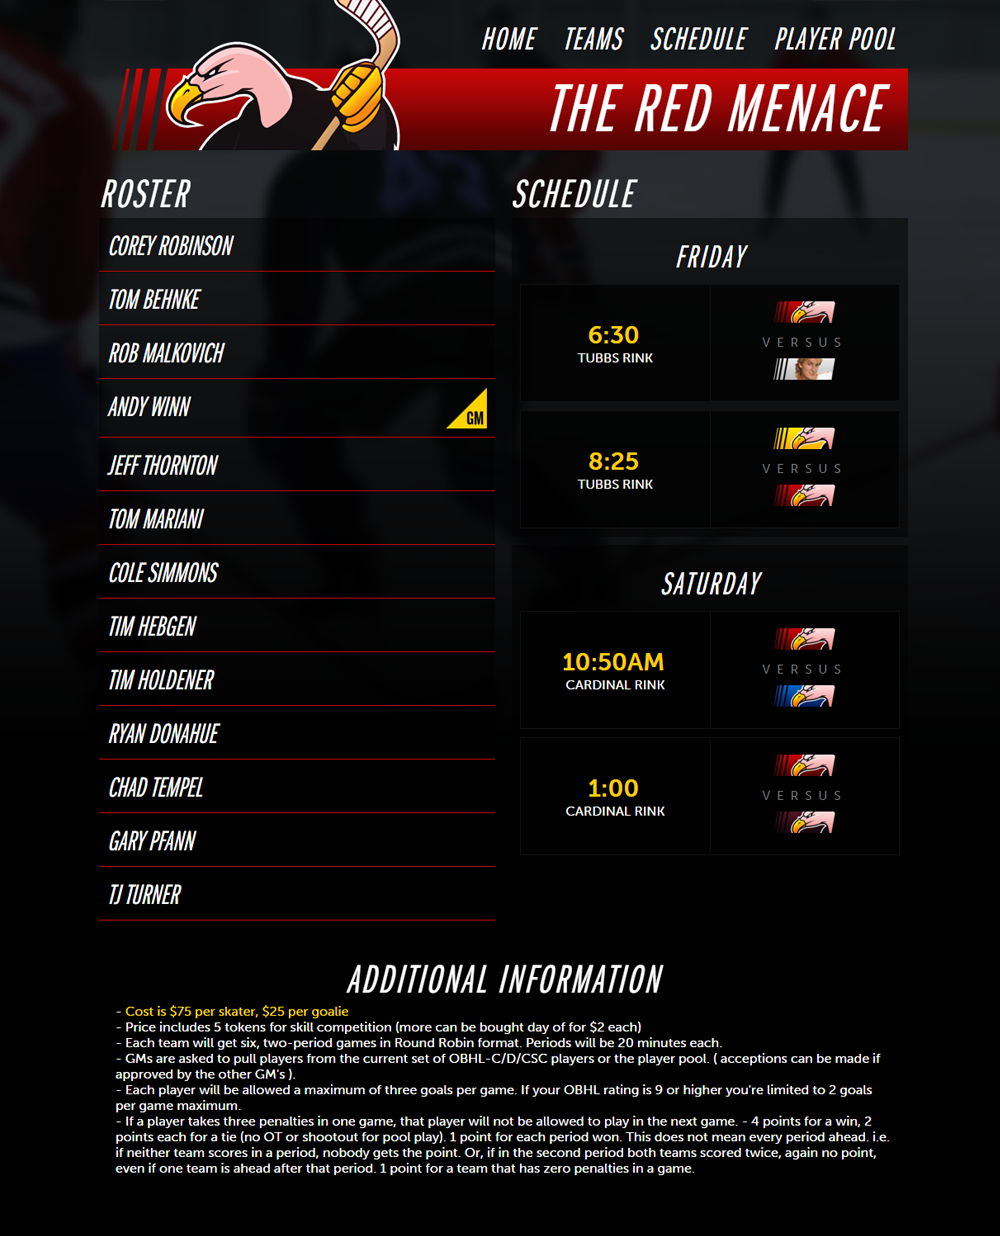 HOME TEAMS SCHEDULE PLAYER POOL
THE RED MENACE
ROSTER
COREY ROBINSON
TOM BEHNKE
ROB MALKOVICH
ANDY WINN
GM
JEFF THORNTON
TOM MARIANI
COLE SIMMONS
TIM HEBGEN
TIM HOLDENER
RYAN DONAHUE
CHAD TEMPEL
GARY PFANN
TJ TURNER
SCHEDULE
FRIDAY
6:30
TUBBS RINK
VERSUS
8:25
TUBBS RINK
VERSUS
SATURDAY
10:50AM
CARDINAL RINK
VERSUS
1:00
CARDINAL RINK
VERSUS
ADDITIONAL INFORMATION
- Cost is $75 per skater, $25 per goalie
- Price includes 5 tokens for skill competition (more can be bought day of for $2 each)
- Each team will get six, two-period games in Round Robin format. Periods will be 20 minutes each.
- GMs are asked to pull players from the current set of OBHL-C/D/CSC players or the player pool. ( acceptions can be made if
approved by the other GM's ).
- Each player will be allowed a maximum of three goals per game. If your OBHL rating is 9 or higher you're limited to 2 goals
per game maximum.
- If a player takes three penalties in one game, that player will not be allowed to play in the next game. - 4 points for a win, 2
points each for a tie (no OT or shootout for pool play). 1 point for each period won. This does not mean every period ahead. i.e.
if neither team scores in a period, nobody gets the point. Or, if in the second period both teams scored twice, again no point,
even if one team is ahead after that period. 1 point for a team that has zero penalties in a game.